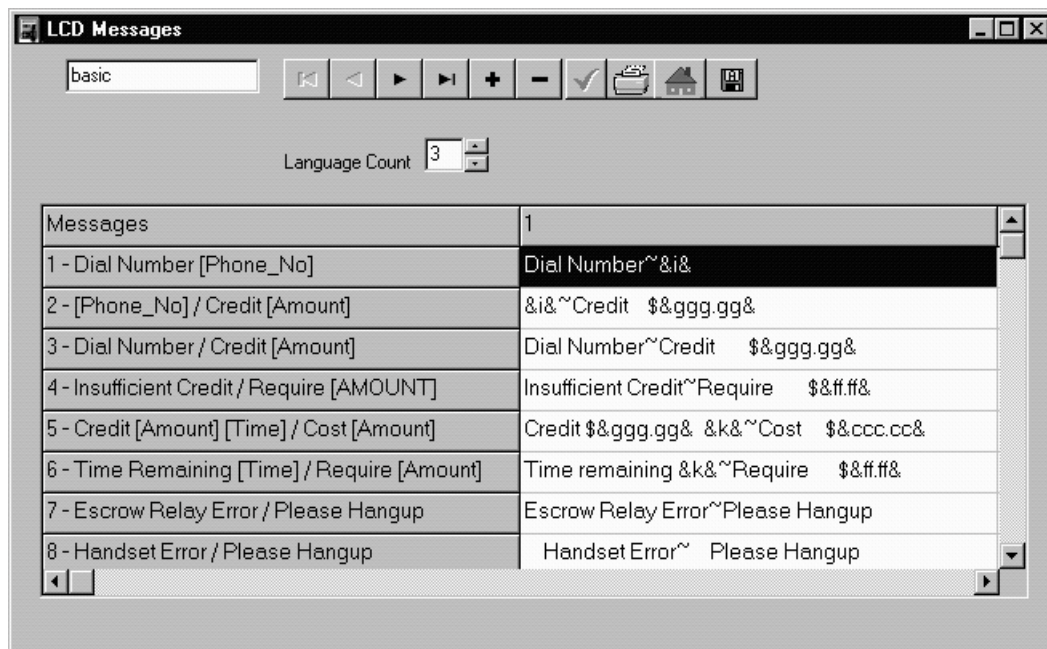 LCD Messages
basic
Language Count 3
Messages 1
1 - Dial Number [Phone_No] Dial Number~&i&
2 - [Phone_No] / Credit [Amount] &i&~Credit   $&ggg.gg&
3 - Dial Number / Credit [Amount] Dial Number~Credit     $&ggg.gg&
4 - Insufficient Credit / Require [AMOUNT] Insufficient Credit~Require     $&ff.ff&
5 - Credit [Amount] [Time] / Cost [Amount] Credit $&ggg.gg&  &k&~Cost    $&ccc.cc&
6 - Time Remaining [Time] / Require [Amount] Time remaining &k&~Require     $&ff.ff&
7 - Escrow Relay Error / Please Hangup Escrow Relay Error~Please Hangup
8 - Handset Error / Please Hangup    Handset Error~   Please Hangup